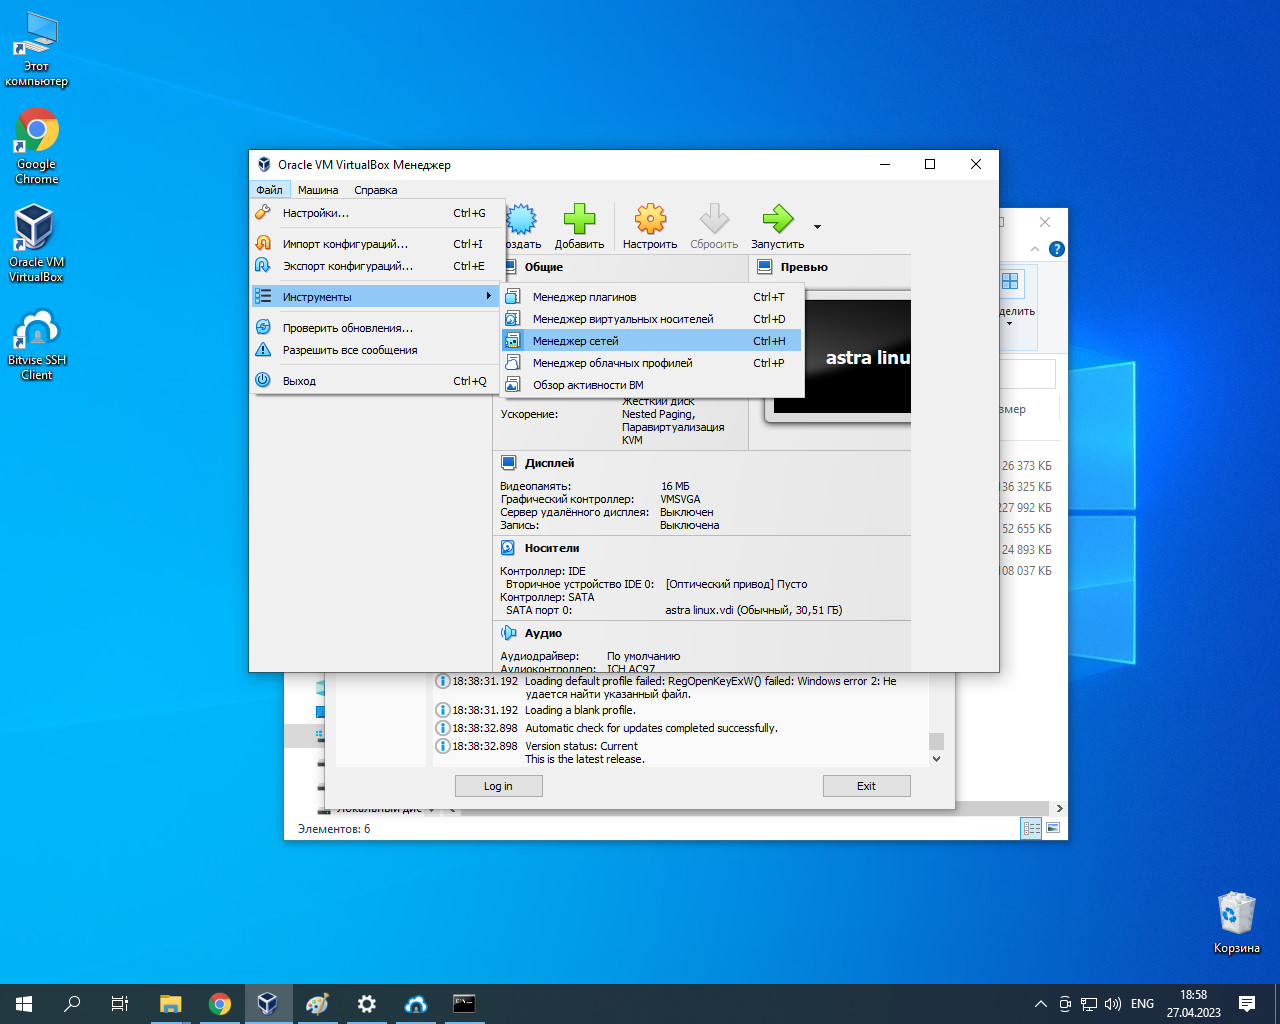 Этот
компьютер
Google
Chrome
Oracle VM
VirtualBox
Bitvise SSH
Client
Oracle VM VirtualBox Менеджер
Файл Машина Справка
Настройки... Ctrl+G
Импорт конфигураций... Ctrl+I
Экспорт конфигураций... Ctrl+E
Инструменты
Проверить обновления...
Разрешить все сообщения
Выход Ctrl+Q
оздать Добавить Настроить Сбросить Запустить
Общие Превью
Менеджер плагинов Ctrl+T
Менеджер виртуальных носителей Ctrl+D
Менеджер сетей Ctrl+H
Менеджер облачных профилей Ctrl+P
Обзор активности ВМ
astra linu
Жесткий диск
Ускорение: Nested Paging,
Паравиртуализация
KVM
Дисплей
Видеопамять: 16 МБ
Графический контроллер: VMSVGA
Сервер удалённого дисплея: Выключен
Запись: Выключена
Носители
Контроллер: IDE
Вторичное устройство IDE 0: [Оптический привод] Пусто
Контроллер: SATA
SATA порт 0: astra linux.vdi (Обычный, 30,51 ГБ)
Аудио
Аудиодрайвер: По умолчанию
Аудиоконтроллер: ICH AC97
делить
змер
26 373 КБ
36 325 КБ
227 992 КБ
52 655 КБ
24 893 КБ
08 037 КБ
18:38:31.192 Loading default profile failed: RegOpenKeyExW() failed: Windows error 2: Не
удается найти указанный файл.
18:38:31.192 Loading a blank profile.
18:38:32.898 Automatic check for updates completed successfully.
18:38:32.898 Version status: Current
This is the latest release.
Log in Exit
Локальный дис
Элементов: 6
Корзина
ENG
18:58
27.04.2023